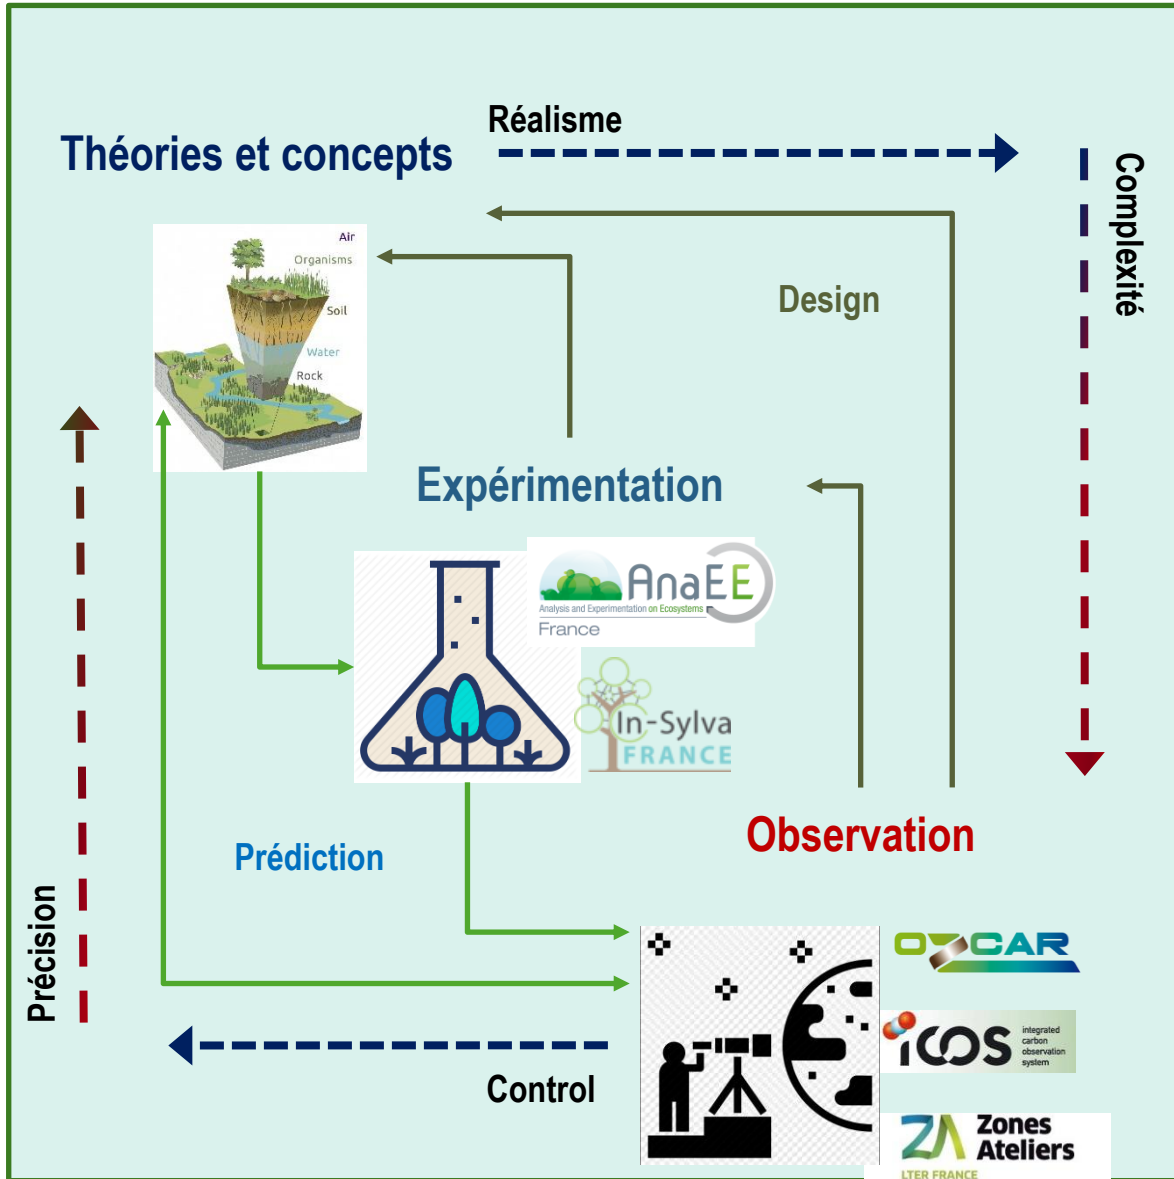 Réalisme
Théories et concepts
Complexité
Air
Organisms
Soil
Water
Rock
Design
Expérimentation
AnaEE
Analysis and Experimentation on Ecosystems
France
In-Sylva
FRANCE
Observation
Prédiction
Précision
OZCAR
ICOS
integrated
carbon
observation
system
Control
ZA Zones
Ateliers
LTER FRANCE